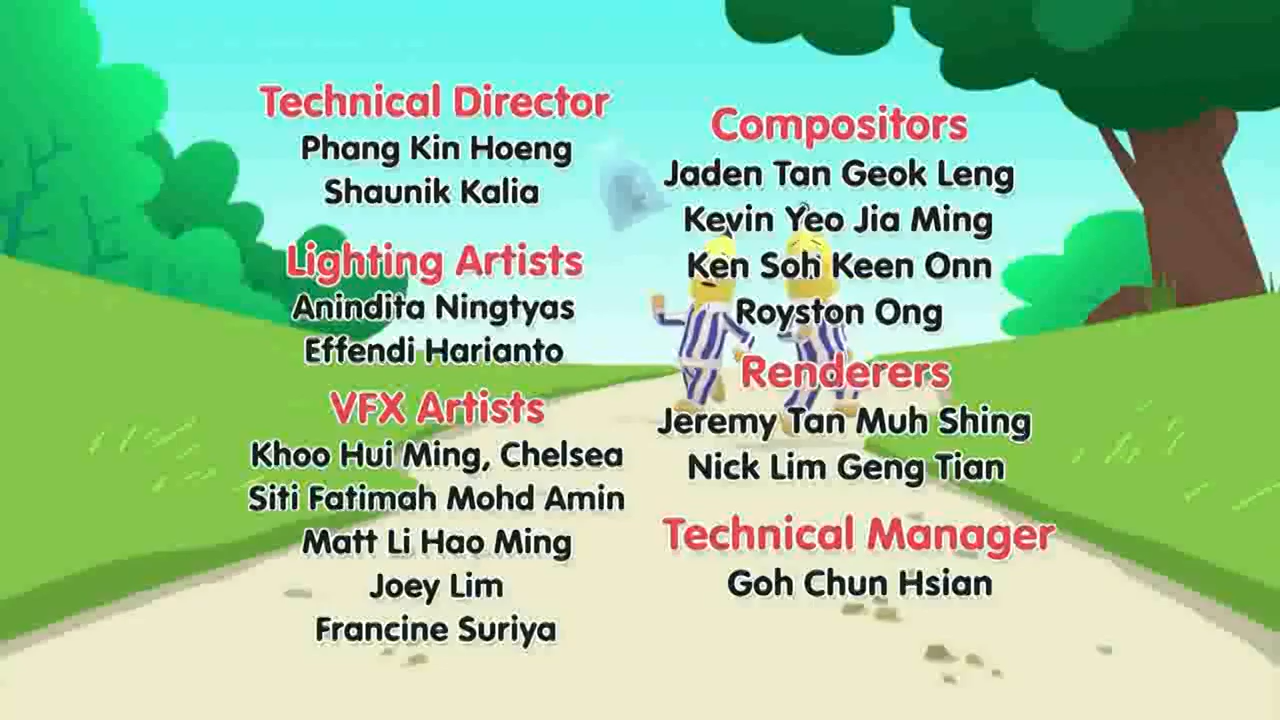 Technical Director
Phang Kin Hoeng
Shaunik Kalia
Lighting Artists
Anindita Ningtyas
Effendi Harianto
VFX Artists
Khoo Hui Ming, Chelsea
Siti Fatimah Mohd Amin
Matt Li Hao Ming
Joey Lim
Francine Suriya
Compositors
Jaden Tan Geok Leng
Kevin Yeo Jia Ming
Ken Soh Keen Onn
Royston Ong
Renderers
Jeremy Tan Muh Shing
Nick Lim Geng Tian
Technical Manager
Goh Chun Hsian